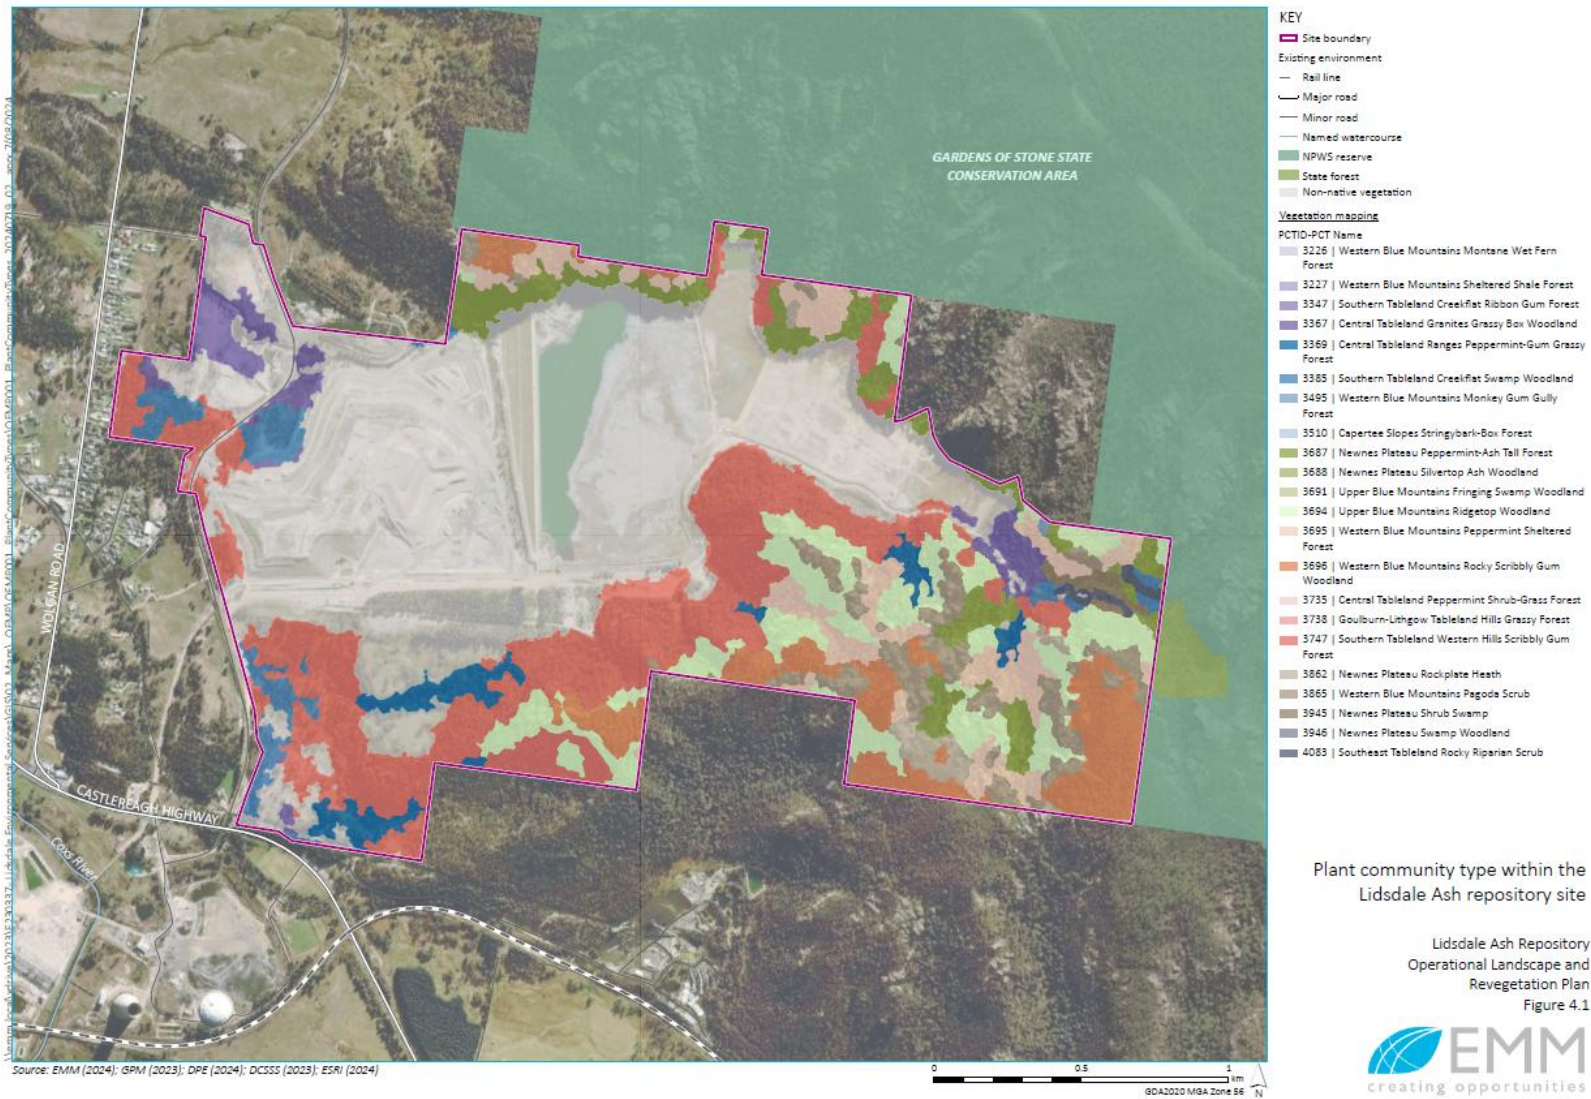 GARDENS OF STONE STATE
CONSERVATION AREA
WOLGAN ROAD
CASTLEREAGH HIGHWAY
Coxs River
KEY
Site boundary
Existing environment
Rail line
Major road
Minor road
Named watercourse
NPWS reserve
State forest
Non-native vegetation
Vegetation mapping
PCTID-PCT Name
3226 | Western Blue Mountains Montane Wet Fern
Forest
3227 | Western Blue Mountains Sheltered Shale Forest
3347 | Southern Tableland Creekflat Ribbon Gum Forest
3367 | Central Tableland Granites Grassy Box Woodland
3369 | Central Tableland Ranges Peppermint-Gum Grassy
Forest
3385 | Southern Tableland Creekflat Swamp Woodland
3495 | Western Blue Mountains Monkey Gum Gully
Forest
3510 | Capertee Slopes Stringybark-Box Forest
3687 | Newnes Plateau Peppermint-Ash Tall Forest
3688 | Newnes Plateau Silvertop Ash Woodland
3691 | Upper Blue Mountains Fringing Swamp Woodland
3694 | Upper Blue Mountains Ridgetop Woodland
3695 | Western Blue Mountains Peppermint Sheltered
Forest
3696 | Western Blue Mountains Rocky Scribbly Gum
Woodland
3735 | Central Tableland Peppermint Shrub-Grass Forest
3738 | Goulburn-Lithgow Tableland Hills Grassy Forest
3747 | Southern Tableland Western Hills Scribbly Gum
Forest
3862 | Newnes Plateau Rockplate Heath
3865 | Western Blue Mountains Pagoda Scrub
3945 | Newnes Plateau Shrub Swamp
3946 | Newnes Plateau Swamp Woodland
4083 | Southeast Tableland Rocky Riparian Scrub
Plant community type within the
Lidsdale Ash repository site
Lidsdale Ash Repository
Operational Landscape and
Revegetation Plan
Figure 4.1
EMM
creating opportunities
Source: EMM (2024); GPM (2023); DPE (2024); DCSSS (2023); ESRI (2024)
0 0.5 1
km
GDA2020 MGA Zone 56 N